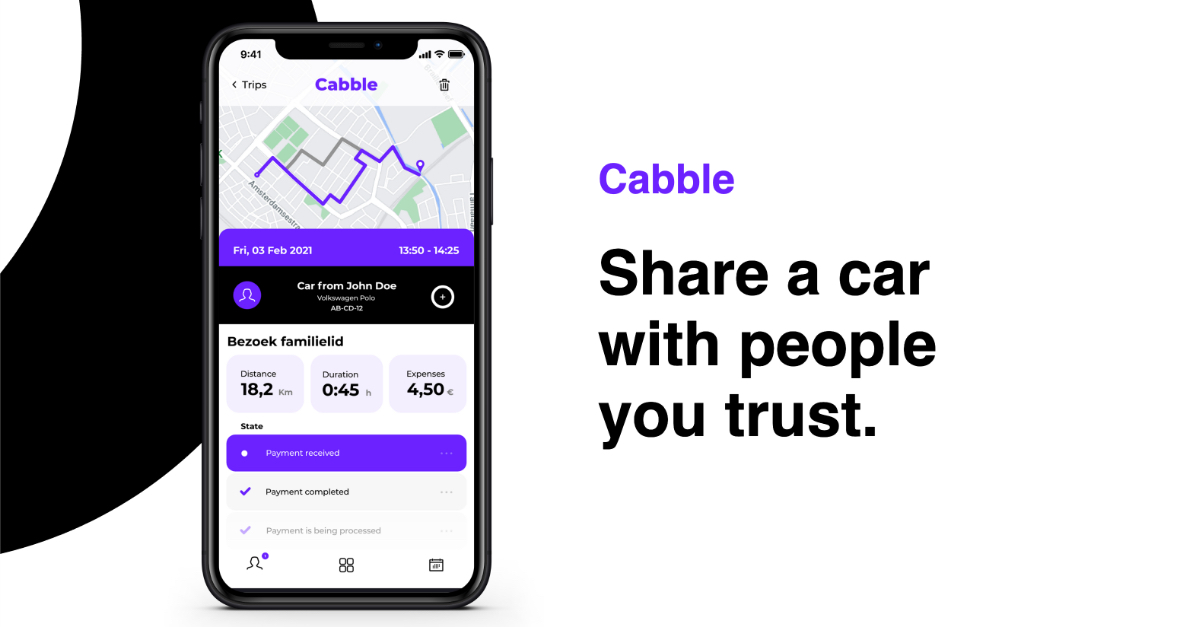 9:41
Trips
Cabble
Amsterdamsestra
Fri, 03 Feb 2021
13:50 - 14:25
Car from John Doe
Volkswagen Polo
AB-CD-12
Bezoek familielid
Distance
18,2 Km
Duration
0:45 h
Expenses
4,50 €
State
Payment received
Payment completed
Payment is being processed
Cabble
Share a car
with people
you trust.